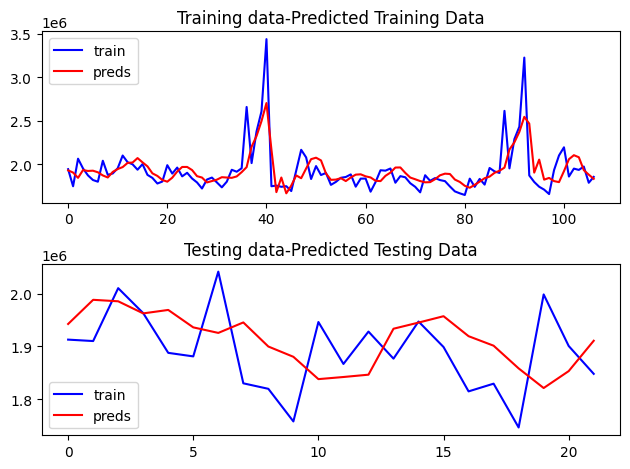 Training data-Predicted Training Data
1e6
3.5
3.0
2.5
2.0
train
preds
0 20 40 60 80 100
Testing data-Predicted Testing Data
1e6
2.0
1.9
1.8
train
preds
0 5 10 15 20